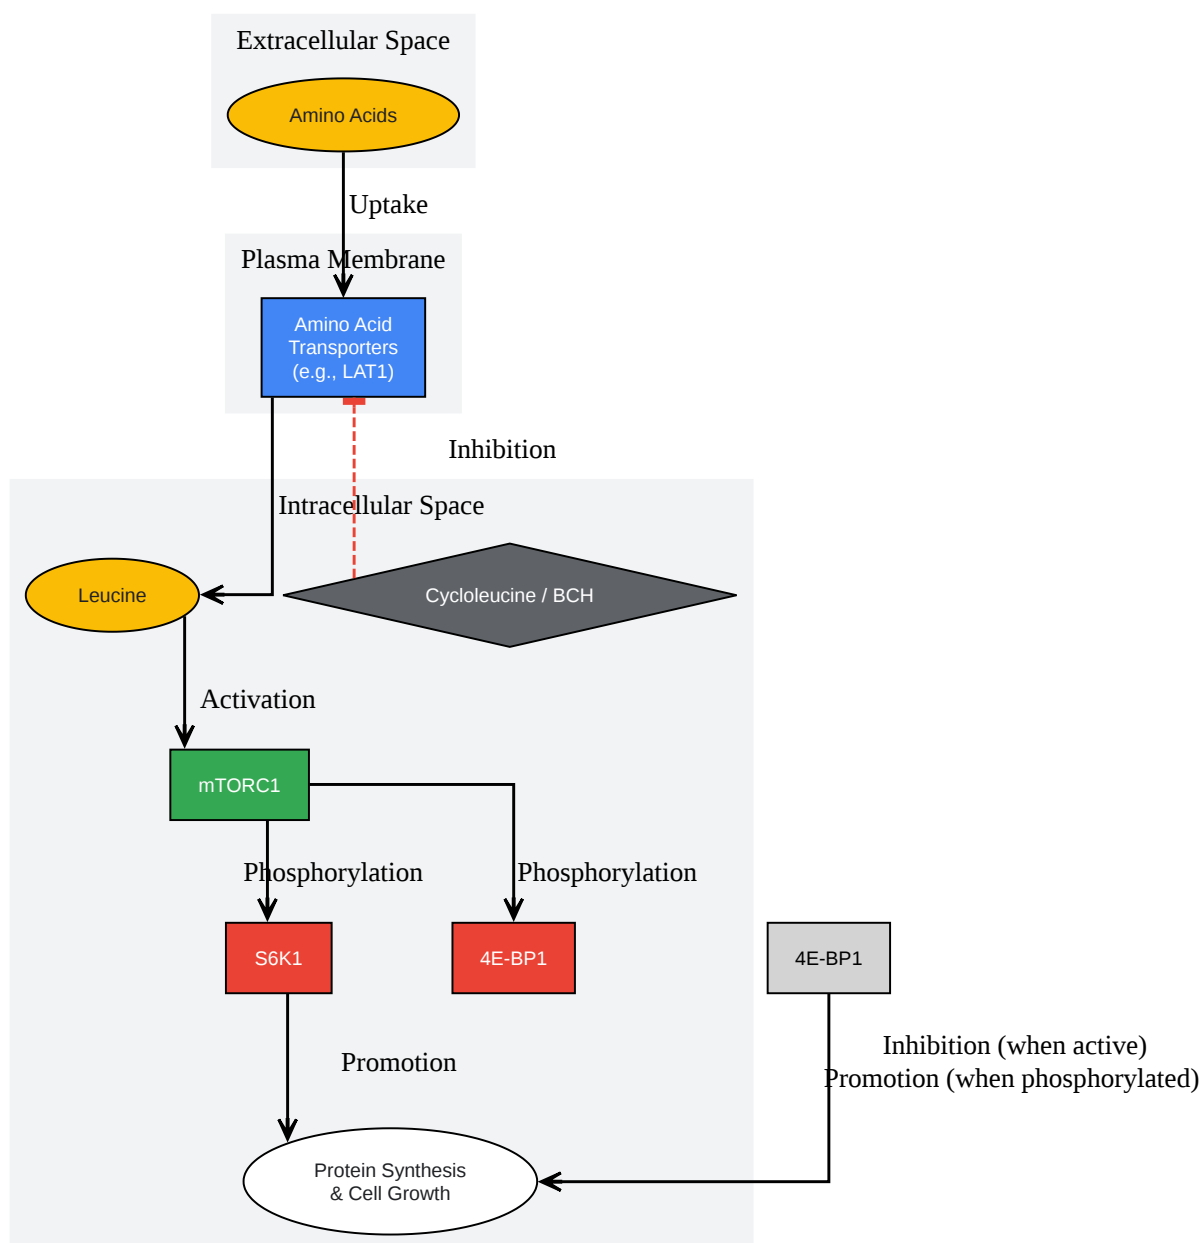 Extracellular Space
Amino Acids
Uptake
Plasma Membrane
Amino Acid
Transporters
(e.g., LAT1)
Inhibition
Intracellular Space
Leucine
Cycloleucine / BCH
Activation
mTORC1
Phosphorylation
Phosphorylation
S6K1
4E-BP1
4E-BP1
Inhibition (when active)
Promotion (when phosphorylated)
Promotion
Protein Synthesis
& Cell Growth